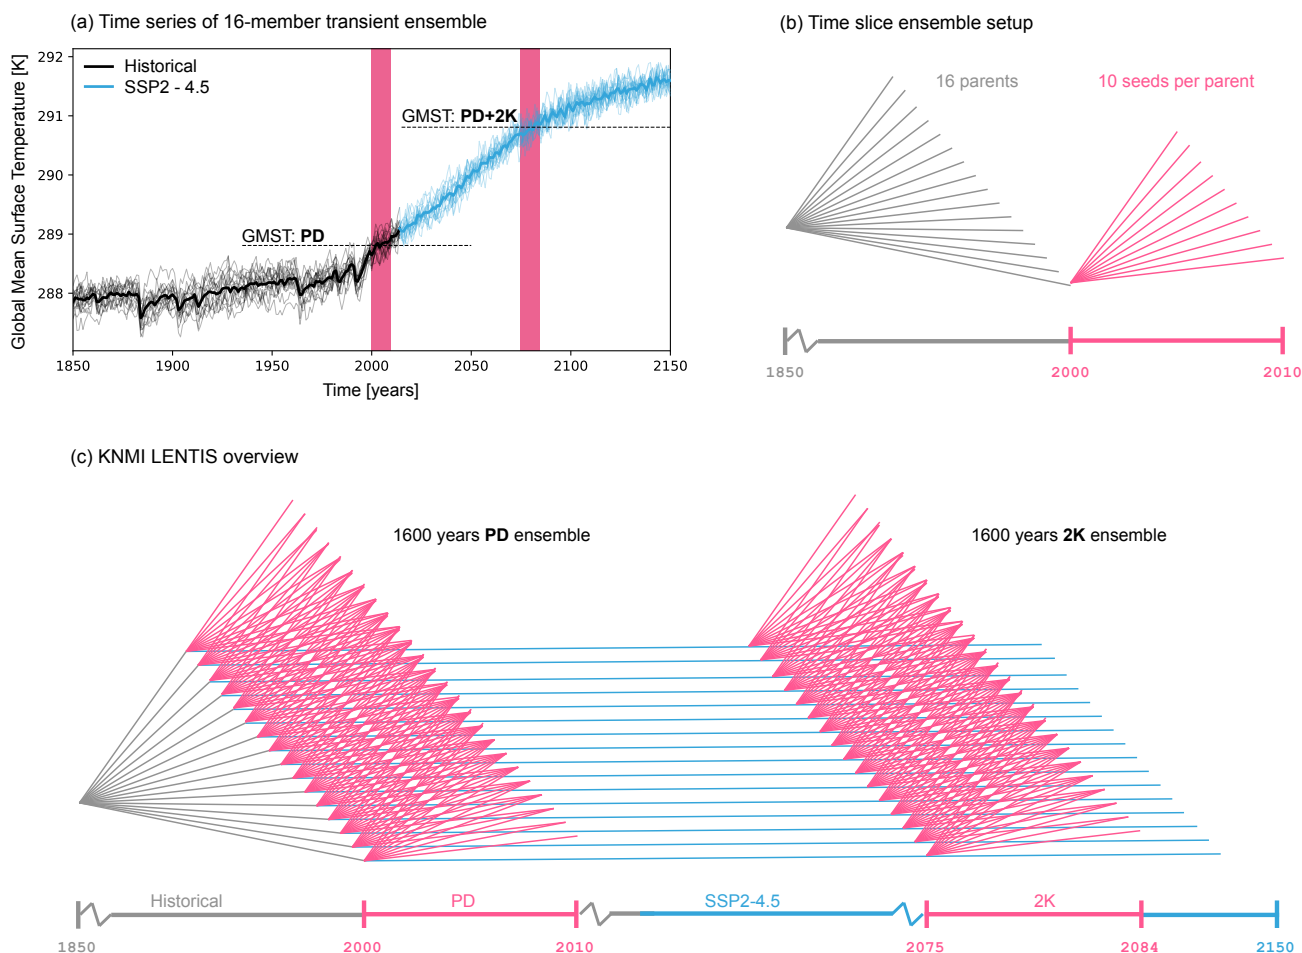 (a) Time series of 16-member transient ensemble
Global Mean Surface Temperature [K]
292
291
290
289
288
Historical
SSP2 - 4.5
GMST: PD+2K
GMST: PD
1850
1900
1950
2000
2050
2100
2150
Time [years]
(b) Time slice ensemble setup
16 parents
10 seeds per parent
1850
2000
2010
(c) KNMI LENTIS overview
1600 years PD ensemble
1600 years 2K ensemble
Historical
PD
SSP2-4.5
2K
1850
2000
2010
2075
2084
2150